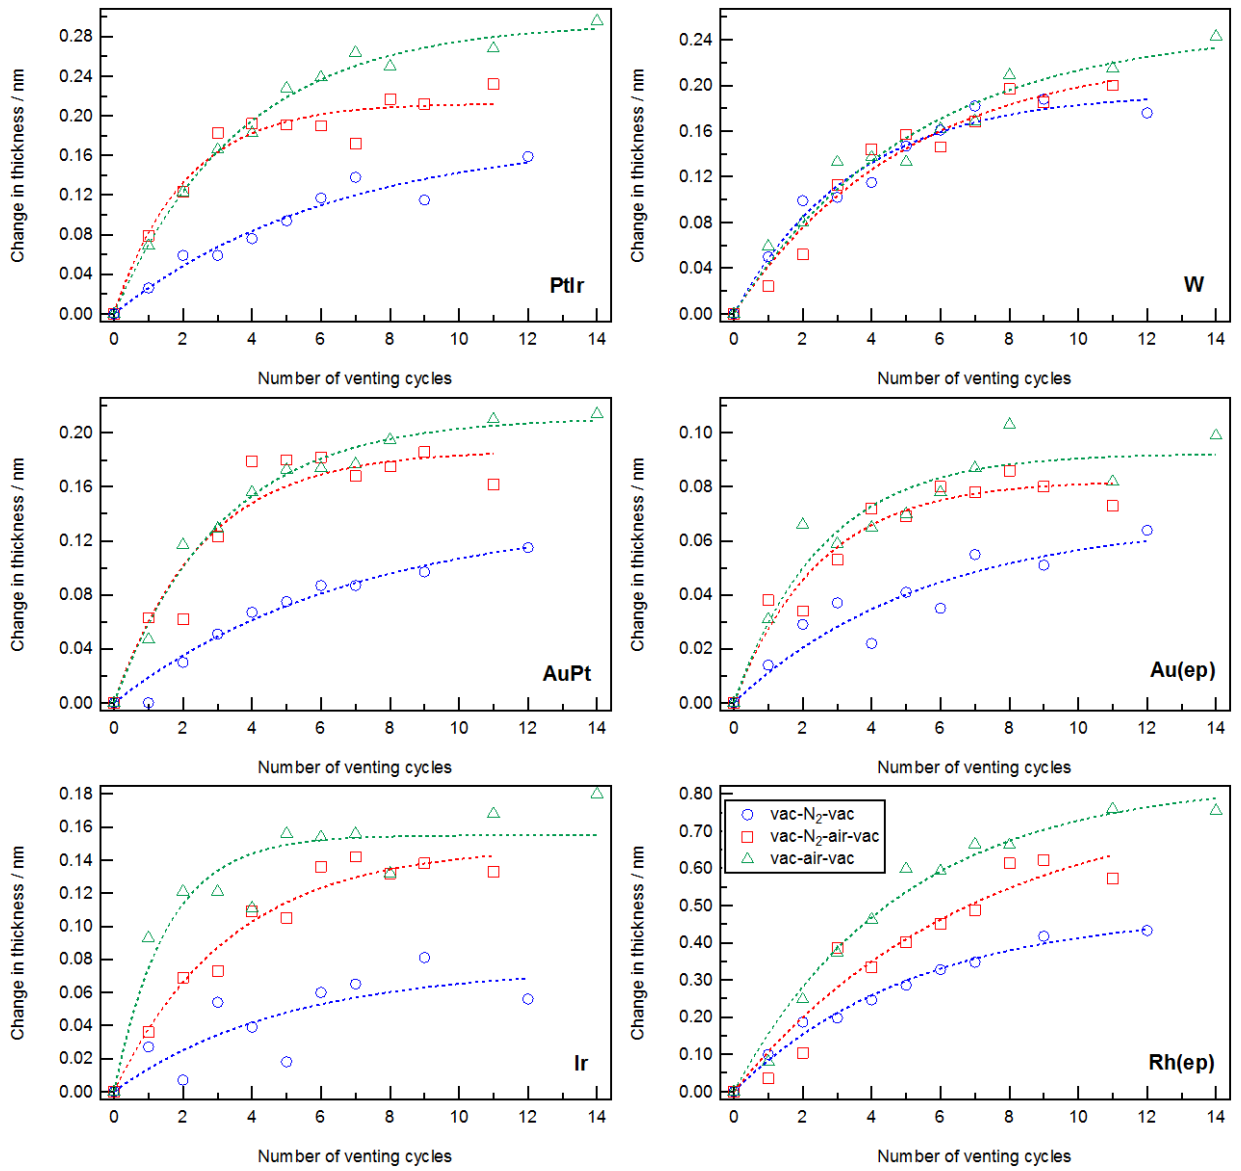 Change in thickness / nm
0.28
0.24
0.20
0.16
0.12
0.08
0.04
0.00
PtIr
0 2 4 6 8 10 12 14
Number of venting cycles
Change in thickness / nm
0.24
0.20
0.16
0.12
0.08
0.04
0.00
W
0 2 4 6 8 10 12 14
Number of venting cycles
Change in thickness / nm
0.20
0.16
0.12
0.08
0.04
0.00
AuPt
0 2 4 6 8 10 12 14
Number of venting cycles
Change in thickness / nm
0.10
0.08
0.06
0.04
0.02
0.00
Au(ep)
0 2 4 6 8 10 12 14
Number of venting cycles
Change in thickness / nm
0.18
0.16
0.14
0.12
0.10
0.08
0.06
0.04
0.02
0.00
Ir
0 2 4 6 8 10 12 14
Number of venting cycles
Change in thickness / nm
0.80
0.70
0.60
0.50
0.40
0.30
0.20
0.10
0.00
vac-N₂-vac
vac-N₂-air-vac
vac-air-vac
Rh(ep)
0 2 4 6 8 10 12 14
Number of venting cycles